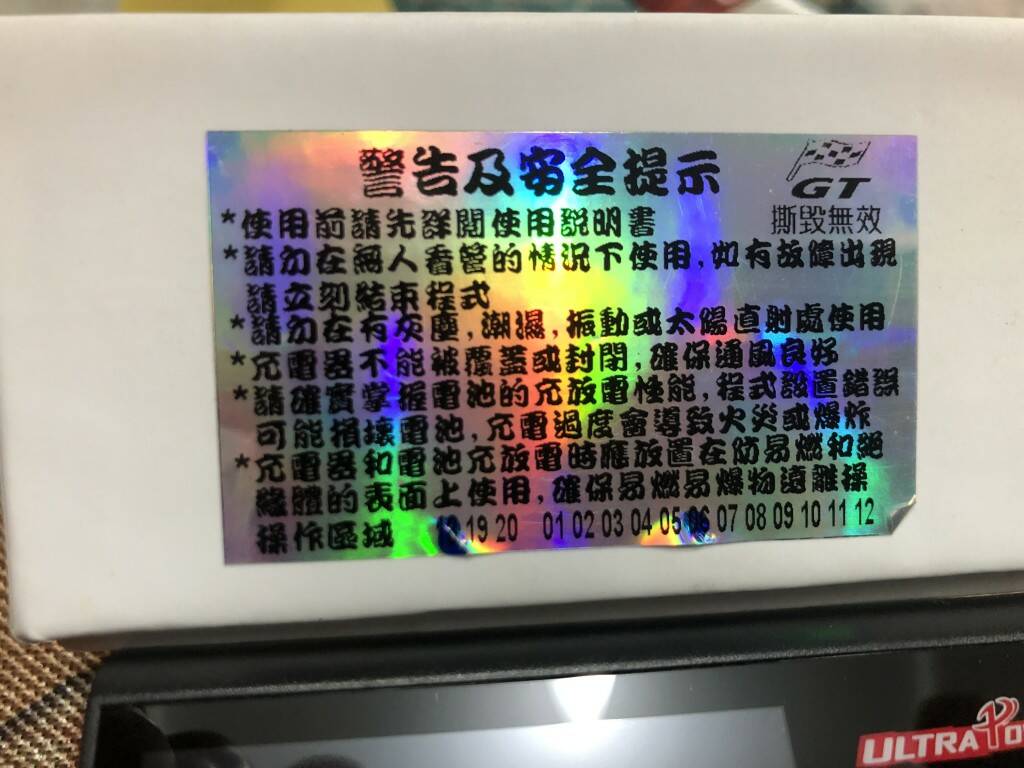 警告及安全提示
GT
撕毀無效
*使用前請先詳閱使用說明書
*請勿在無人看管的情況下使用,如有故障出現
請立刻結束程式
*請勿在有灰塵,潮濕,振動或太陽直射處使用
*充電器不能被覆蓋或封閉,確保通風良好
*請確實掌握電池的充放電性能,程式設置錯誤
可能損壞電池,充電過度會導致火災或爆炸
*充電器和電池充放電時應放置在防易燃和絕
緣體的表面上使用,確保易燃易爆物遠離操
操作區域 19 20 01 02 03 04 05 06 07 08 09 10 11 12
ULTRA